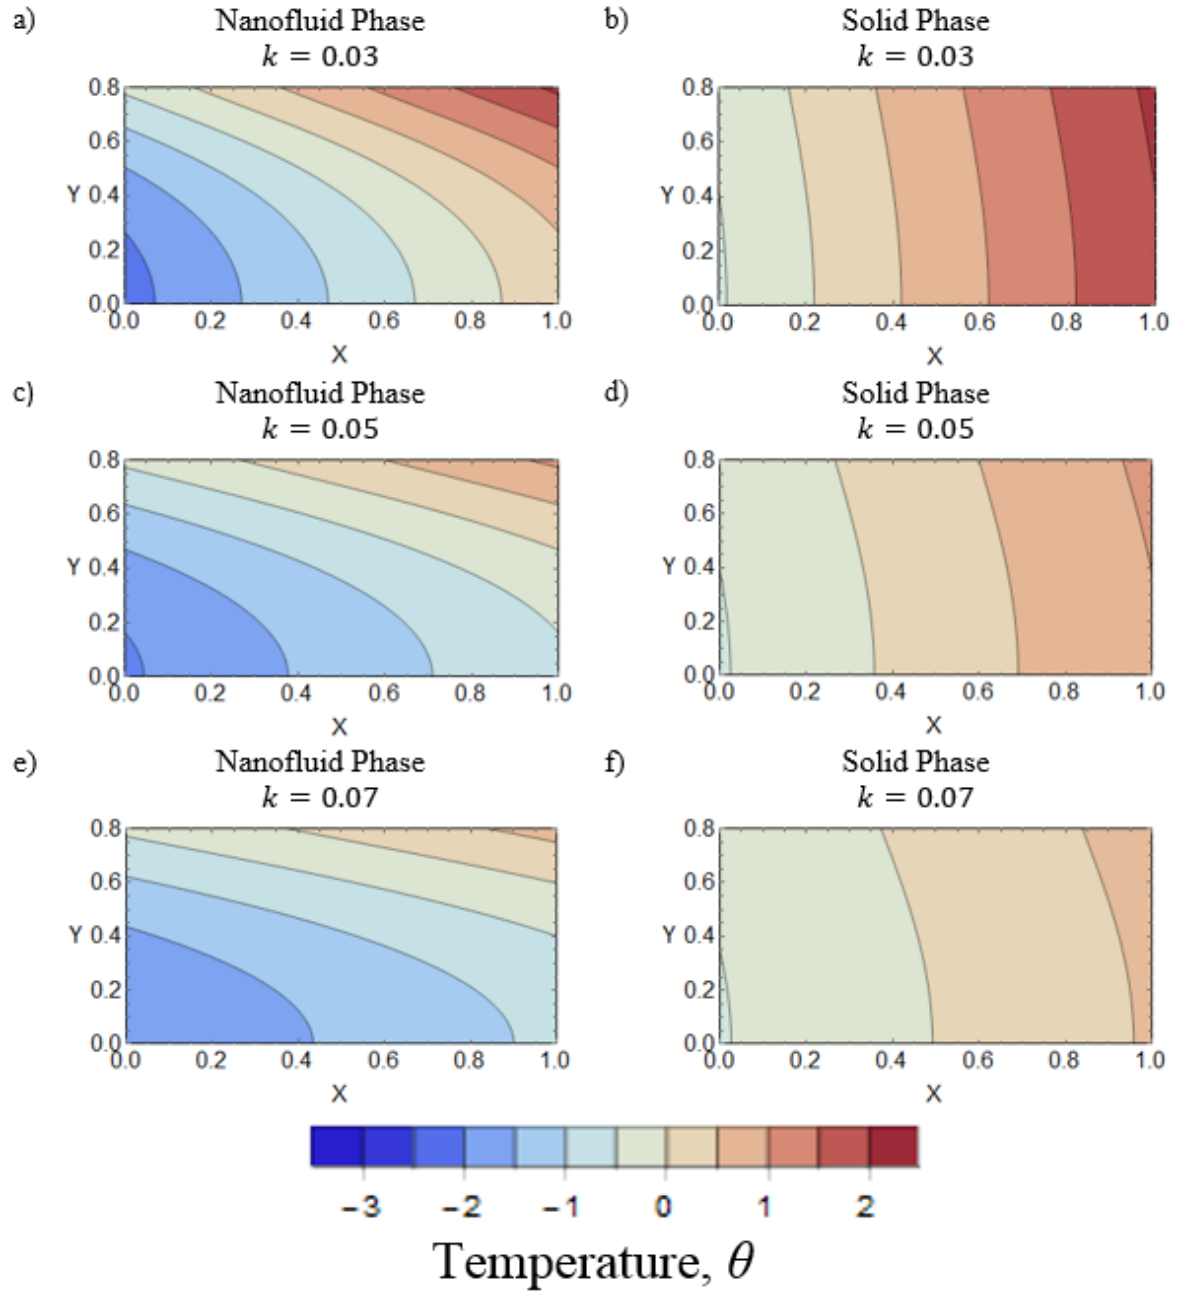 a) Nanofluid Phase b) Solid Phase
k = 0.03 k = 0.03
0.8 0.8
0.6 0.6
Y 0.4 Y 0.4
0.2 0.2
0.0 0.0
0.0 0.2 0.4 0.6 0.8 1.0 0.0 0.2 0.4 0.6 0.8 1.0
X X
c) Nanofluid Phase d) Solid Phase
k = 0.05 k = 0.05
0.8 0.8
0.6 0.6
Y 0.4 Y 0.4
0.2 0.2
0.0 0.0
0.0 0.2 0.4 0.6 0.8 1.0 0.0 0.2 0.4 0.6 0.8 1.0
X X
e) Nanofluid Phase f) Solid Phase
k = 0.07 k = 0.07
0.8 0.8
0.6 0.6
Y 0.4 Y 0.4
0.2 0.2
0.0 0.0
0.0 0.2 0.4 0.6 0.8 1.0 0.0 0.2 0.4 0.6 0.8 1.0
X X
−3 −2 −1 0 1 2
Temperature, θ